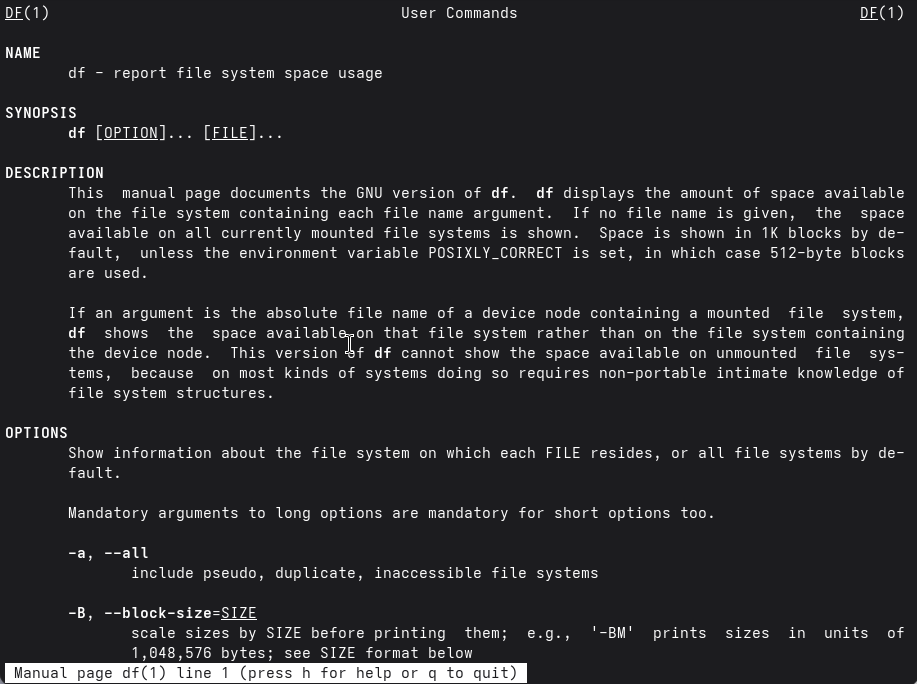 DF(1) User Commands DF(1)
NAME
df - report file system space usage
SYNOPSIS
df [OPTION]... [FILE]...
DESCRIPTION
This manual page documents the GNU version of df. df displays the amount of space available
on the file system containing each file name argument. If no file name is given, the space
available on all currently mounted file systems is shown. Space is shown in 1K blocks by de-
fault, unless the environment variable POSIXLY_CORRECT is set, in which case 512-byte blocks
are used.
If an argument is the absolute file name of a device node containing a mounted file system,
df shows the space available on that file system rather than on the file system containing
the device node. This version of df cannot show the space available on unmounted file sys-
tems, because on most kinds of systems doing so requires non-portable intimate knowledge of
file system structures.
OPTIONS
Show information about the file system on which each FILE resides, or all file systems by de-
fault.
Mandatory arguments to long options are mandatory for short options too.
-a, --all
include pseudo, duplicate, inaccessible file systems
-B, --block-size=SIZE
scale sizes by SIZE before printing them; e.g., '-BM' prints sizes in units of
1,048,576 bytes; see SIZE format below
Manual page df(1) line 1 (press h for help or q to quit)